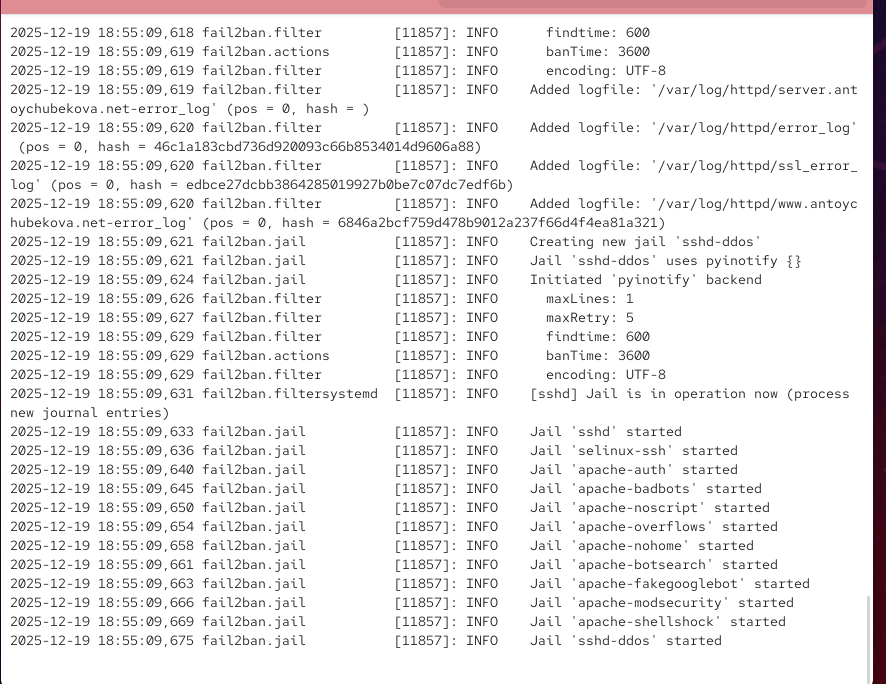 2025-12-19 18:55:09,618 fail2ban.filter         [11857]: INFO      findtime: 600
2025-12-19 18:55:09,619 fail2ban.actions        [11857]: INFO      banTime: 3600
2025-12-19 18:55:09,619 fail2ban.filter         [11857]: INFO      encoding: UTF-8
2025-12-19 18:55:09,619 fail2ban.filter         [11857]: INFO    Added logfile: '/var/log/httpd/server.ant
oychubekova.net-error_log' (pos = 0, hash = )
2025-12-19 18:55:09,620 fail2ban.filter         [11857]: INFO    Added logfile: '/var/log/httpd/error_log'
 (pos = 0, hash = 46c1a183cbd736d920093c66b8534014d9606a88)
2025-12-19 18:55:09,620 fail2ban.filter         [11857]: INFO    Added logfile: '/var/log/httpd/ssl_error_
log' (pos = 0, hash = edbce27dcbb3864285019927b0be7c07dc7edf6b)
2025-12-19 18:55:09,620 fail2ban.filter         [11857]: INFO    Added logfile: '/var/log/httpd/www.antoyc
hubekova.net-error_log' (pos = 0, hash = 6846a2bcf759d478b9012a237f66d4f4ea81a321)
2025-12-19 18:55:09,621 fail2ban.jail           [11857]: INFO    Creating new jail 'sshd-ddos'
2025-12-19 18:55:09,621 fail2ban.jail           [11857]: INFO    Jail 'sshd-ddos' uses pyinotify {}
2025-12-19 18:55:09,624 fail2ban.jail           [11857]: INFO    Initiated 'pyinotify' backend
2025-12-19 18:55:09,626 fail2ban.filter         [11857]: INFO      maxLines: 1
2025-12-19 18:55:09,627 fail2ban.filter         [11857]: INFO      maxRetry: 5
2025-12-19 18:55:09,629 fail2ban.filter         [11857]: INFO      findtime: 600
2025-12-19 18:55:09,629 fail2ban.actions        [11857]: INFO      banTime: 3600
2025-12-19 18:55:09,629 fail2ban.filter         [11857]: INFO      encoding: UTF-8
2025-12-19 18:55:09,631 fail2ban.filtersystemd  [11857]: INFO    [sshd] Jail is in operation now (process
new journal entries)
2025-12-19 18:55:09,633 fail2ban.jail           [11857]: INFO    Jail 'sshd' started
2025-12-19 18:55:09,636 fail2ban.jail           [11857]: INFO    Jail 'selinux-ssh' started
2025-12-19 18:55:09,640 fail2ban.jail           [11857]: INFO    Jail 'apache-auth' started
2025-12-19 18:55:09,645 fail2ban.jail           [11857]: INFO    Jail 'apache-badbots' started
2025-12-19 18:55:09,650 fail2ban.jail           [11857]: INFO    Jail 'apache-noscript' started
2025-12-19 18:55:09,654 fail2ban.jail           [11857]: INFO    Jail 'apache-overflows' started
2025-12-19 18:55:09,658 fail2ban.jail           [11857]: INFO    Jail 'apache-nohome' started
2025-12-19 18:55:09,661 fail2ban.jail           [11857]: INFO    Jail 'apache-botsearch' started
2025-12-19 18:55:09,663 fail2ban.jail           [11857]: INFO    Jail 'apache-fakegooglebot' started
2025-12-19 18:55:09,666 fail2ban.jail           [11857]: INFO    Jail 'apache-modsecurity' started
2025-12-19 18:55:09,669 fail2ban.jail           [11857]: INFO    Jail 'apache-shellshock' started
2025-12-19 18:55:09,675 fail2ban.jail           [11857]: INFO    Jail 'sshd-ddos' started